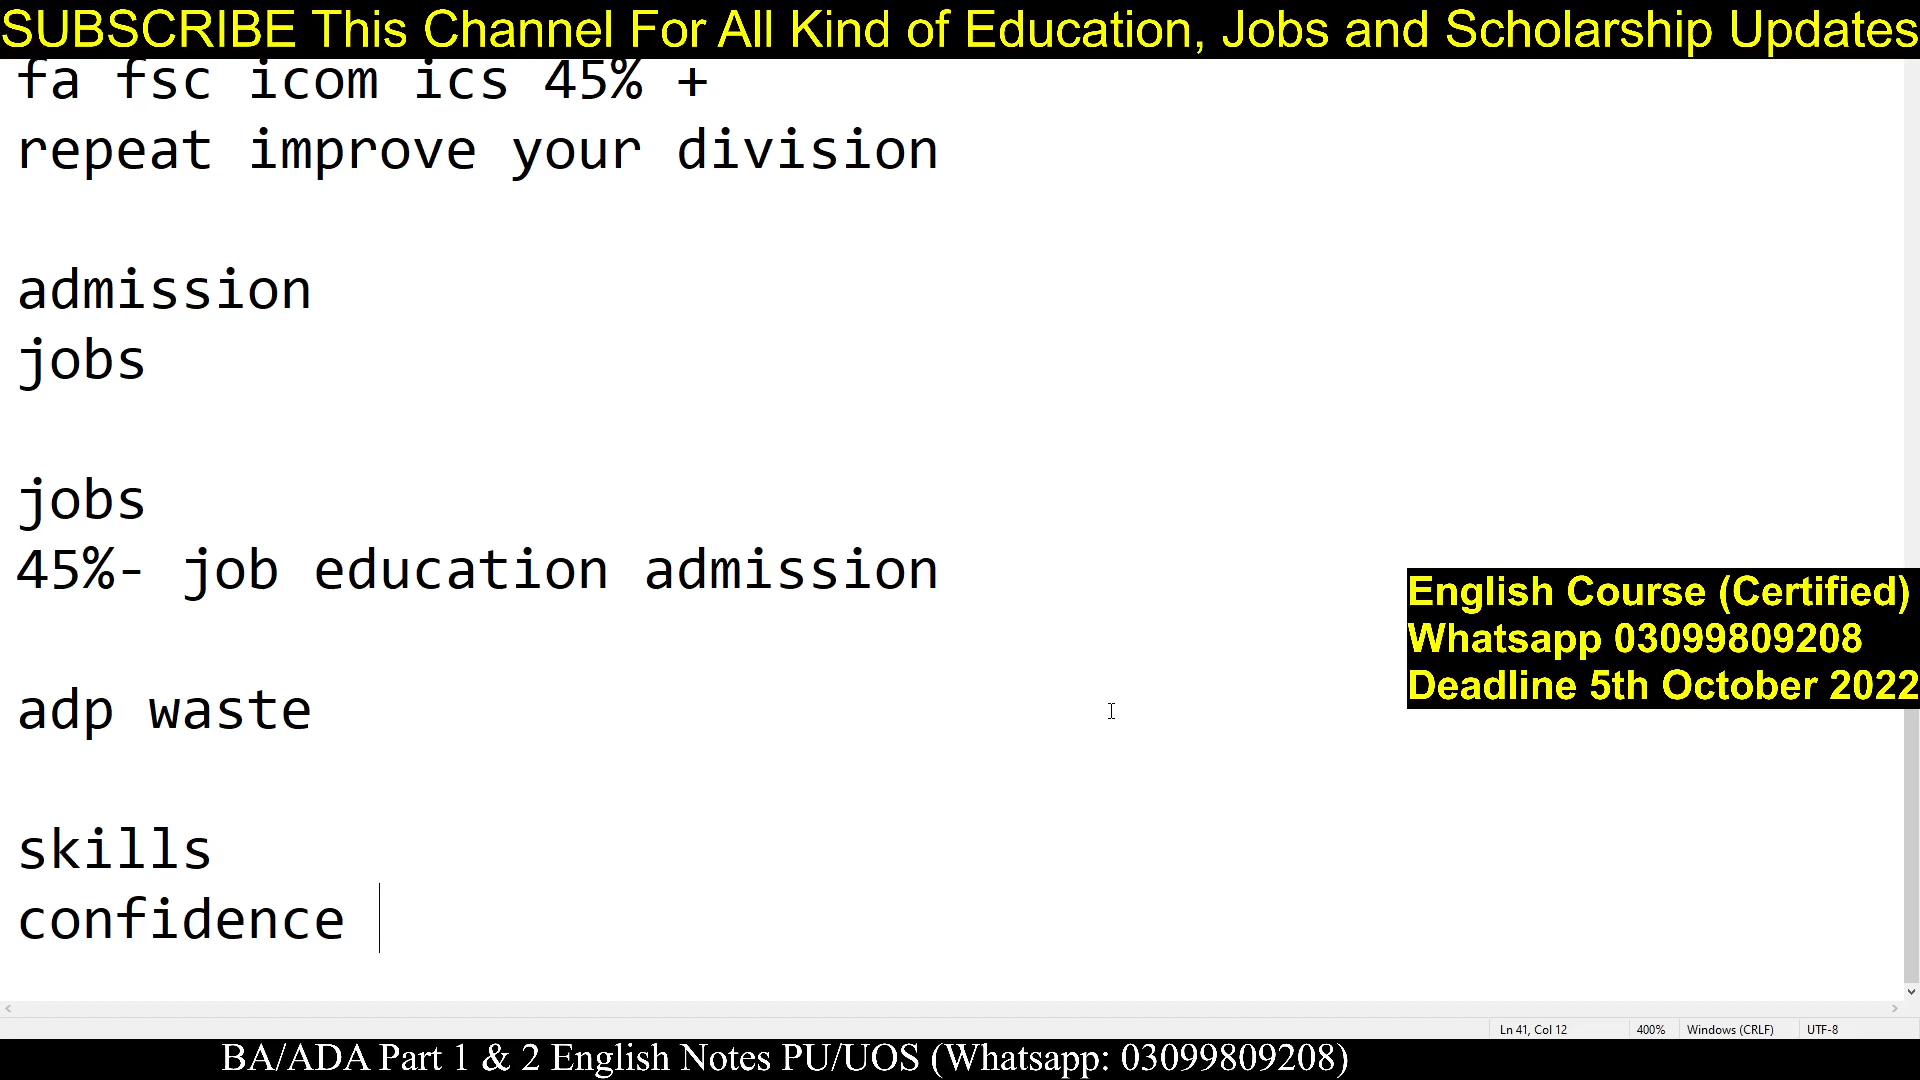 SUBSCRIBE This Channel For All Kind of Education, Jobs and Scholarship Updates
fa fsc icom ics 45% +
repeat improve your division
admission
jobs
jobs
45%- job education admission
adp waste
skills
confidence
English Course (Certified)
Whatsapp 03099809208
Deadline 5th October 2022
Ln 41, Col 12 400% Windows (CRLF) UTF-8
BA/ADA Part 1 & 2 English Notes PU/UOS (Whatsapp: 03099809208)